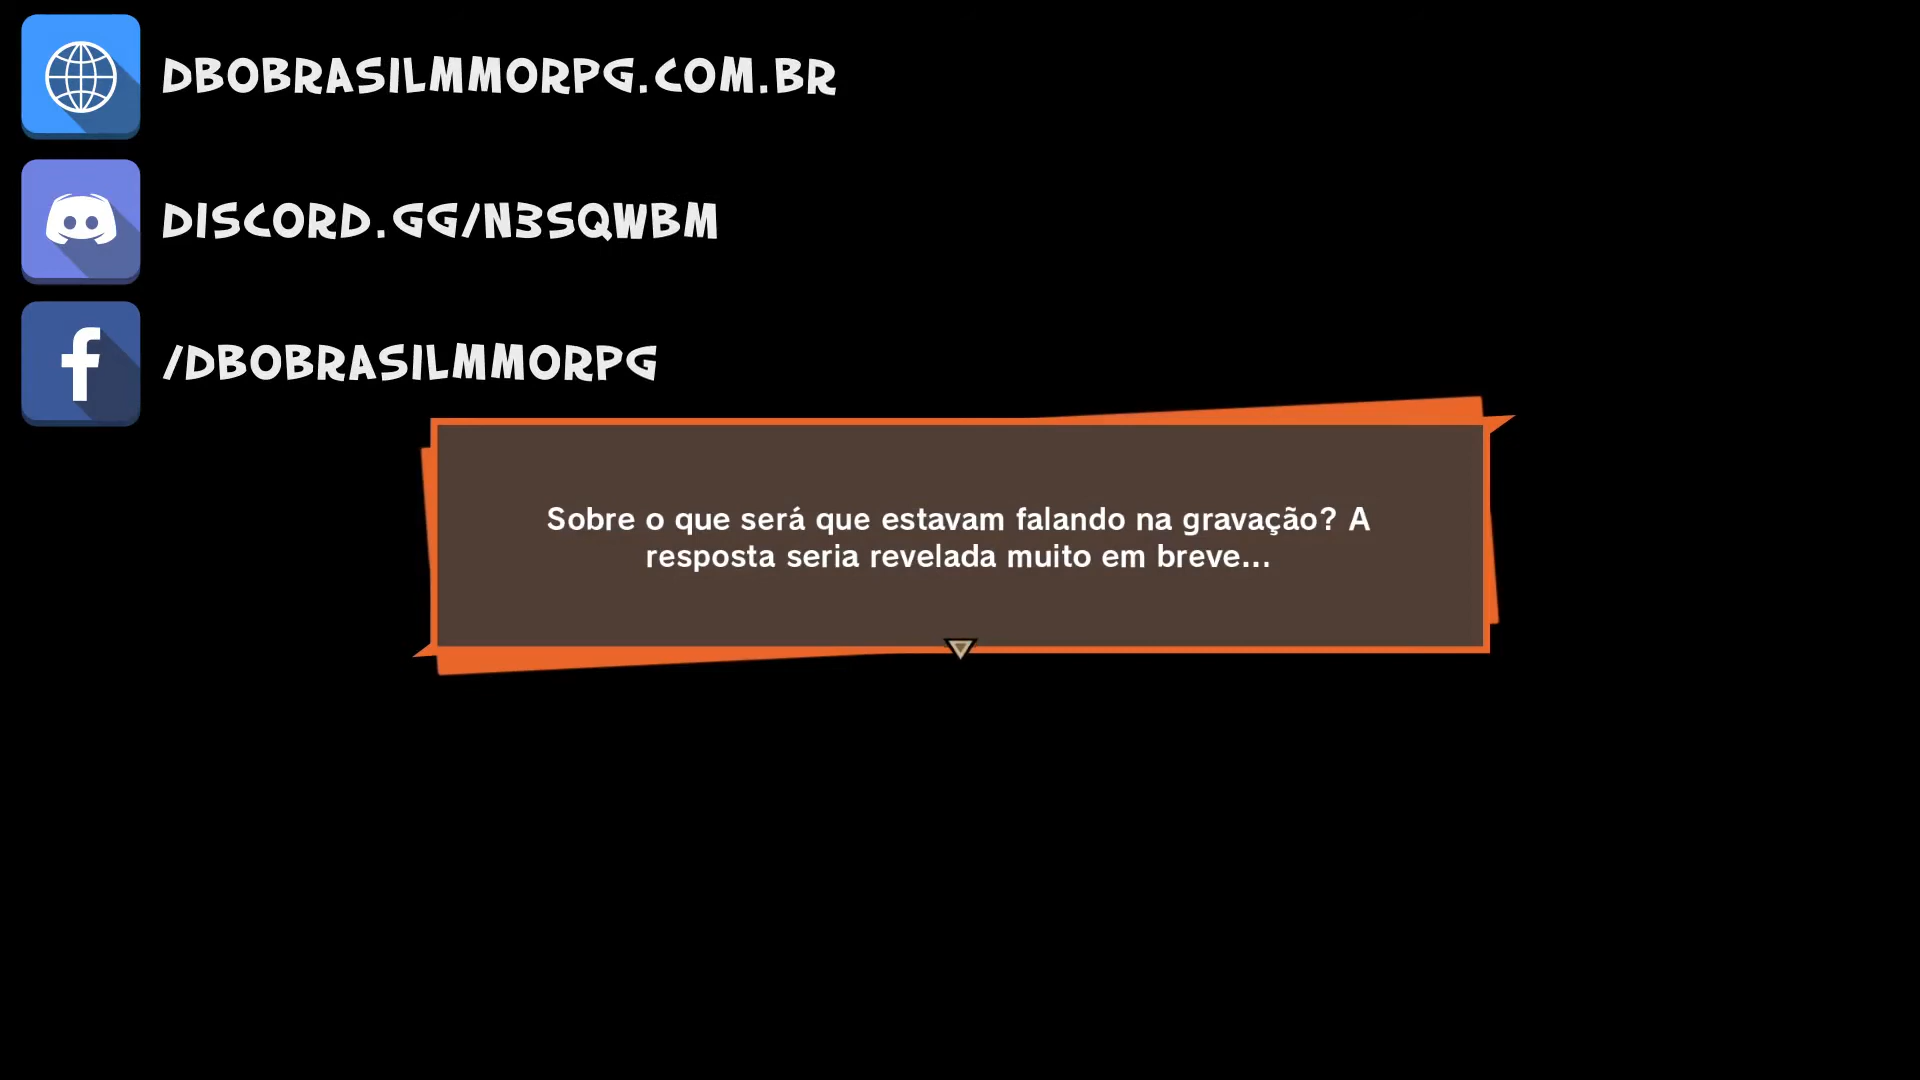 DBOBRASILMMORPG.COM.BR
DISCORD.GG/N3SQWBM
/DBOBRASILMMORPG
Sobre o que será que estavam falando na gravação? A
resposta seria revelada muito em breve...